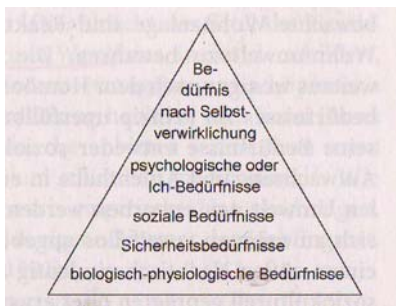 Be-
dürfnis
nach Selbst-
verwirklichung
psychologische oder
Ich-Bedürfnisse
soziale Bedürfnisse
Sicherheitsbedürfnisse
biologisch-physiologische Bedürfnisse